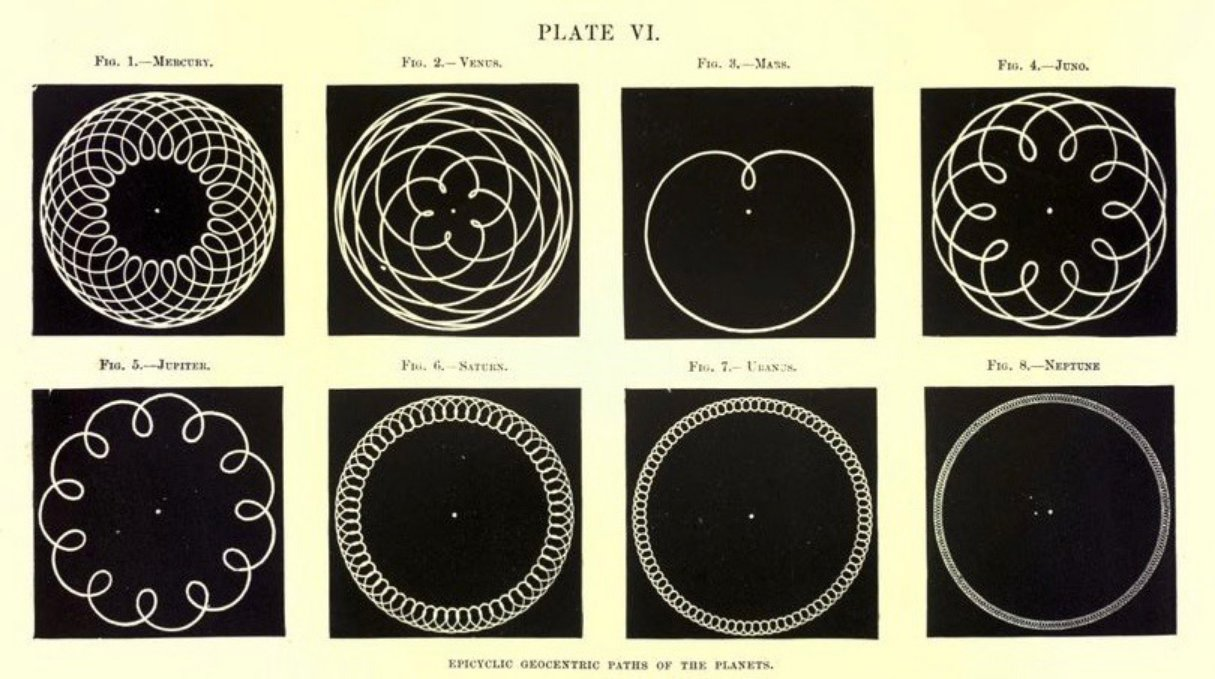 PLATE VI.
FIG. 1.—MERCURY.
FIG. 2.—VENUS.
FIG. 3.—MARS.
FIG. 4.—JUNO.
FIG. 5.—JUPITER.
FIG. 6.—SATURN.
FIG. 7.—URANUS.
FIG. 8.—NEPTUNE
EPICYCLIC GEOCENTRIC PATHS OF THE PLANETS.